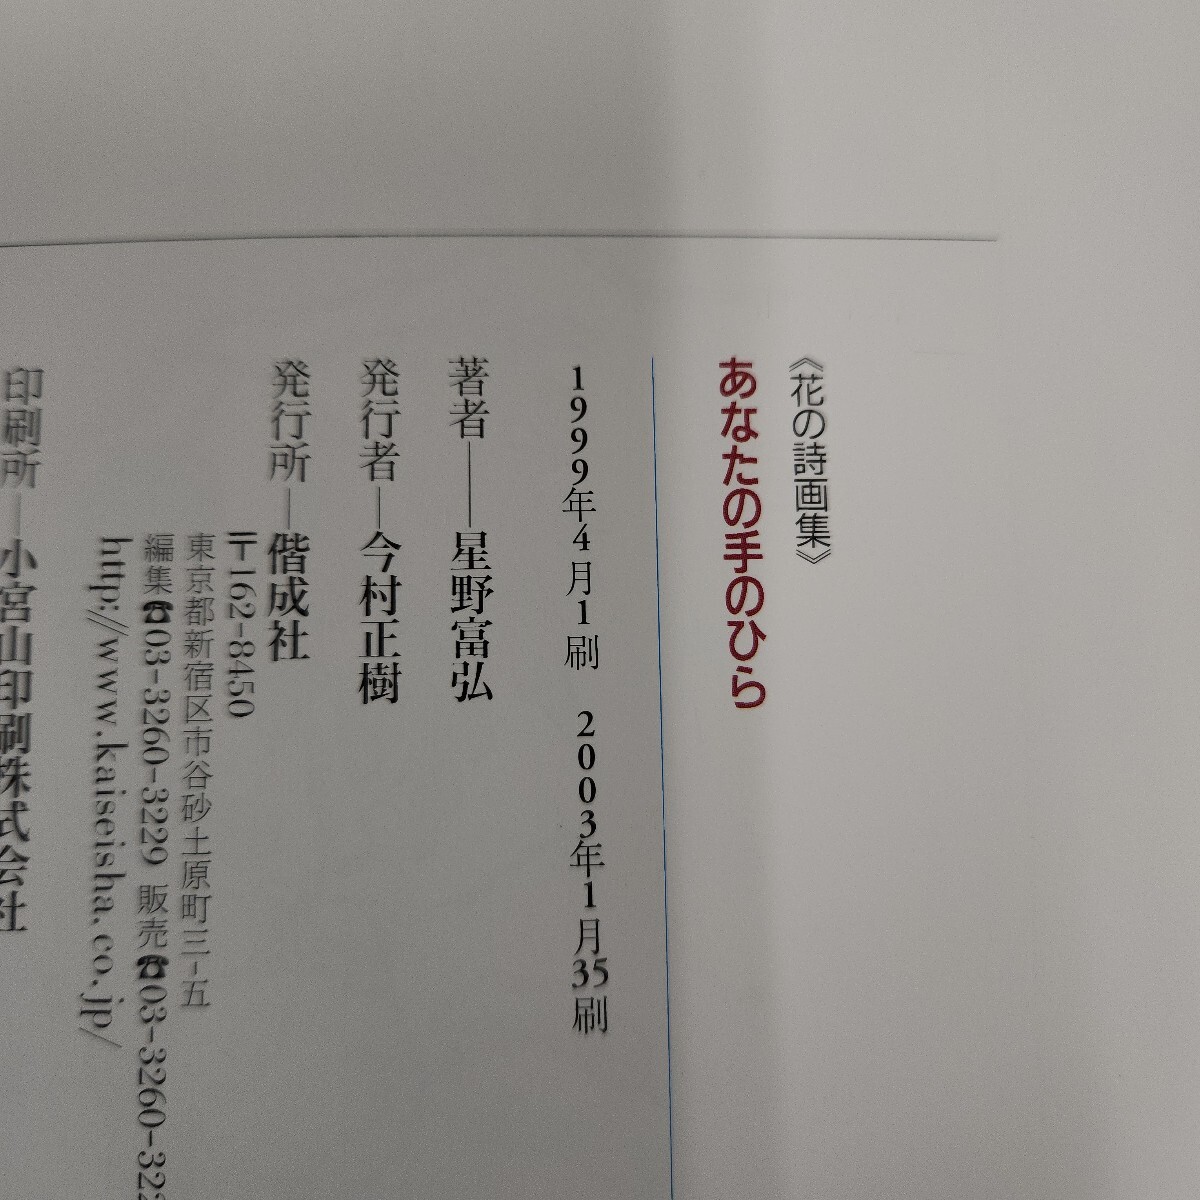 《花の詩画集》
あなたの手のひら
1999年4月1刷　2003年1月35刷
著者——星野富弘
発行者—今村正樹
発行所—偕成社
〒162-8450
東京都新宿区市谷砂土原町三-五
編集☎03-3260-3229 販売☎03-3260-32
http://www.kaiseisha.co.jp/
印刷所—小宮山印刷株式会社